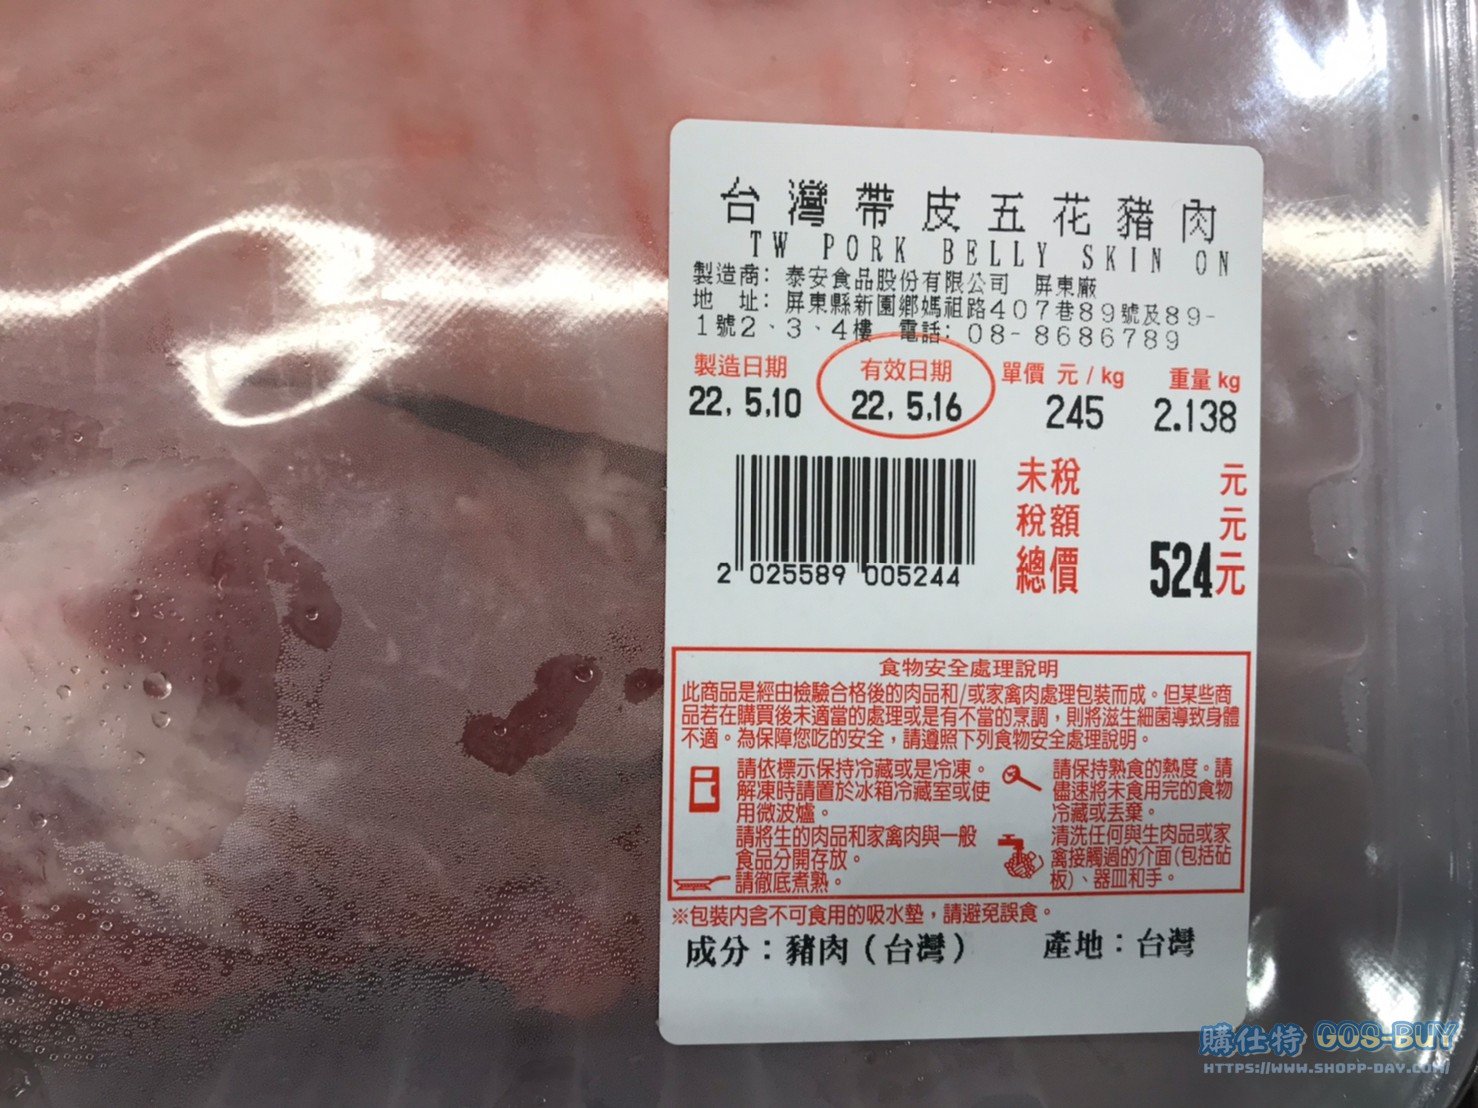 台灣帶皮五花豬肉
TW PORK BELLY SKIN ON
製造商: 泰安食品股份有限公司 屏東廠
地 址: 屏東縣新園鄉媽祖路407巷89號及89-
1號2、3、4樓 電話: 08-8686789
製造日期 有效日期 單價 元/kg 重量kg
22. 5.10 22. 5.16 245 2.138
未稅 元
稅額 元
總價 524元
2 025589 005244
食物安全處理說明
此商品是經由檢驗合格後的肉品和/或家禽肉處理包裝而成。但某些商
品若在購買後未適當的處理或是有不當的烹調，則將滋生細菌導致身體
不適。為保障您吃的安全，請遵照下列食物安全處理說明。
請依標示保持冷藏或是冷凍。
解凍時請置於冰箱冷藏室或使
用微波爐。
請將生的肉品和家禽肉與一般
食品分開存放。
請徹底煮熟。
請保持熟食的熱度。請
儘速將未食用完的食物
冷藏或丟棄。
清洗任何與生肉品或家
禽接觸過的介面(包括砧
板)、器皿和手。
※包裝內含不可食用的吸水墊，請避免誤食。
成分：豬肉（台灣） 產地：台灣
購仕特 GOS-BUY
HTTPS://WWW.SHOPP-DAY.COM/